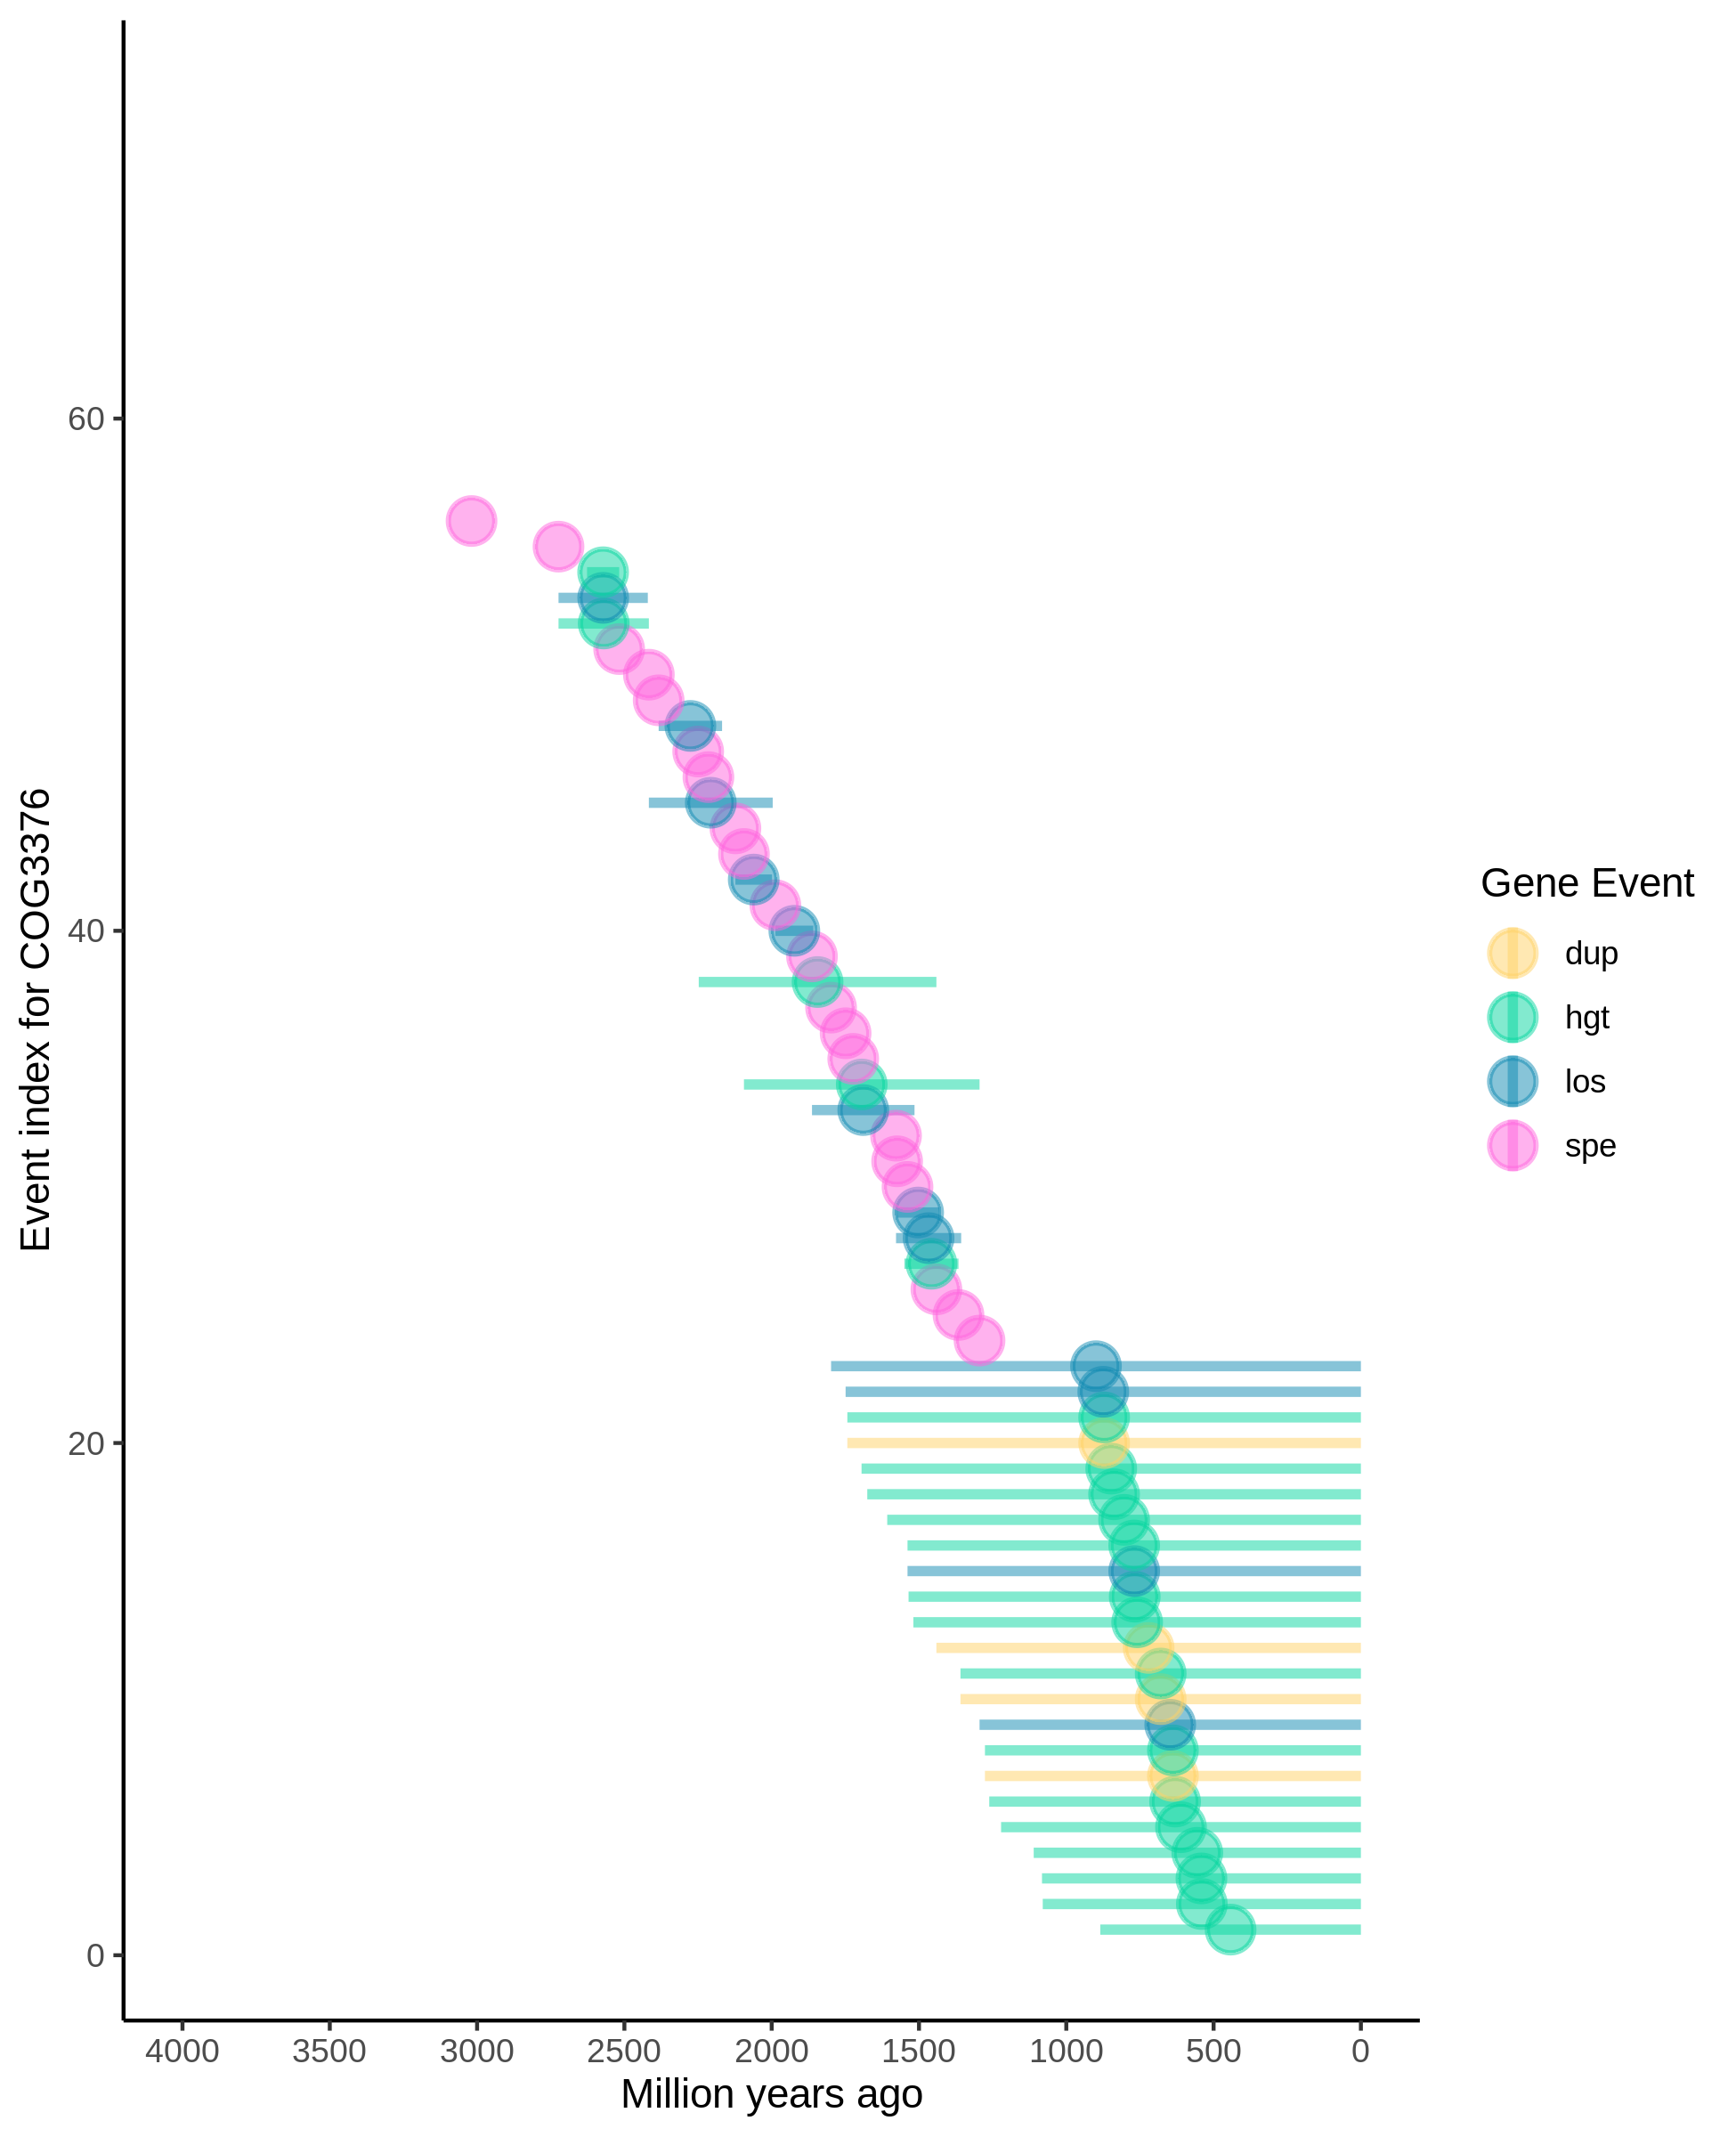 Event index for COG3376
60
40
20
0
4000 3500 3000 2500 2000 1500 1000 500 0
Million years ago
Gene Event
dup
hgt
los
spe